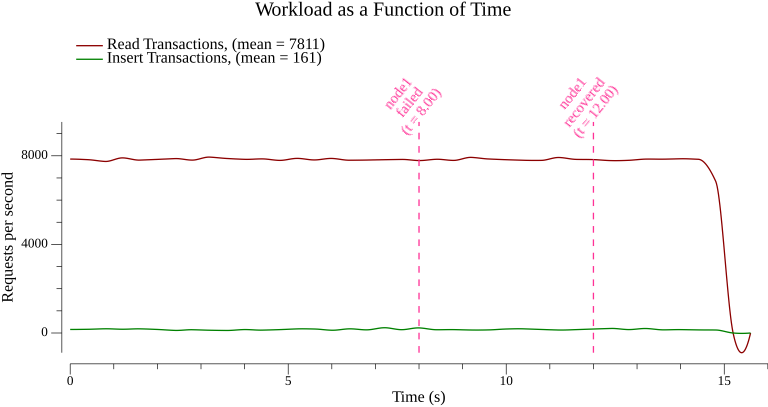 Workload as a Function of Time
Read Transactions, (mean = 7811)
Insert Transactions, (mean = 161)
node1
failed
(t = 8.00)
node1
recovered
(t = 12.00)
Requests per second
8000
4000
0
0
5
10
15
Time (s)